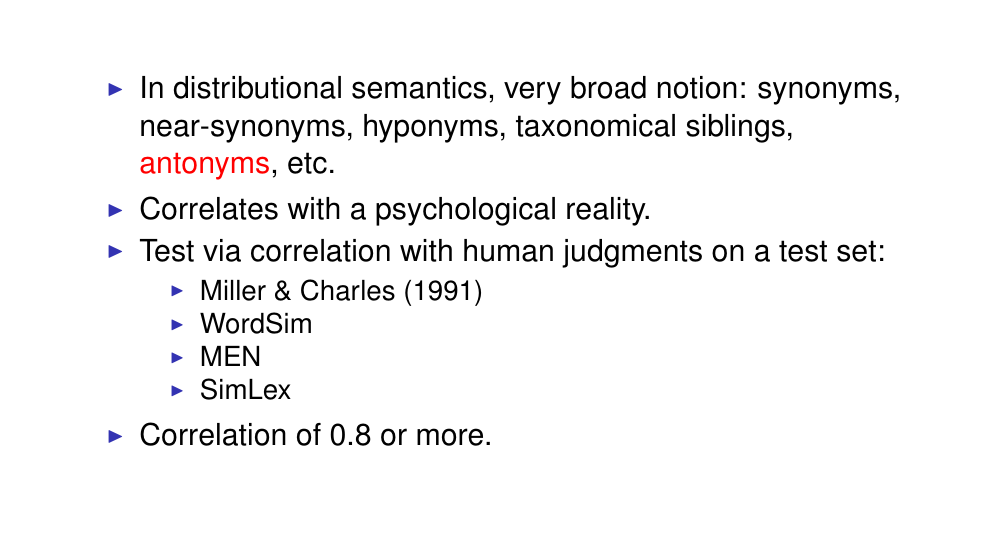 ► In distributional semantics, very broad notion: synonyms,
near-synonyms, hyponyms, taxonomical siblings,
antonyms, etc.
► Correlates with a psychological reality.
► Test via correlation with human judgments on a test set:
► Miller & Charles (1991)
► WordSim
► MEN
► SimLex
► Correlation of 0.8 or more.